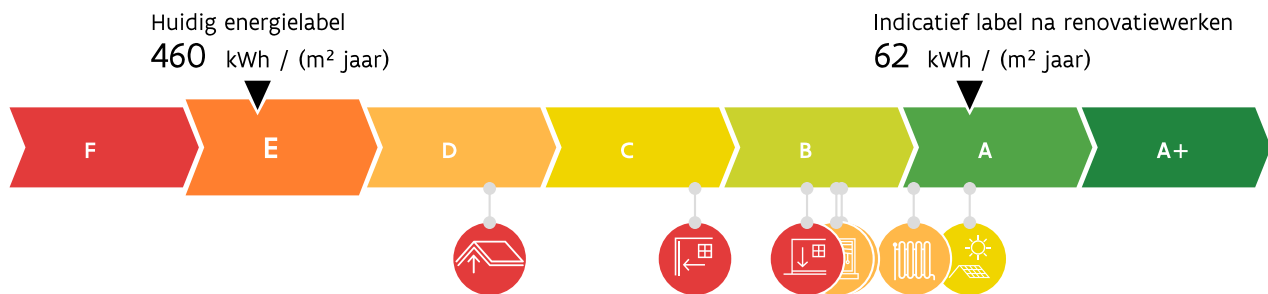 Huidig energielabel
460 kWh / (m² jaar)
Indicatief label na renovatiewerken
62 kWh / (m² jaar)
F E D C B A A+